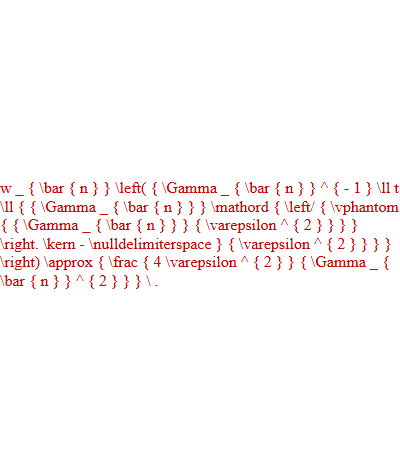 w _ { \bar { n } } \left( { \Gamma _ { \bar { n } } ^ { - 1 } \ll t
\ll { { \Gamma _ { \bar { n } } } \mathord { \left/ { \vphantom
{ { \Gamma _ { \bar { n } } } { \varepsilon ^ { 2 } } } }
\right. \kern - \nulldelimiterspace } { \varepsilon ^ { 2 } } } }
\right) \approx { \frac { 4 \varepsilon ^ { 2 } } { \Gamma _ {
\bar { n } } ^ { 2 } } } \ .